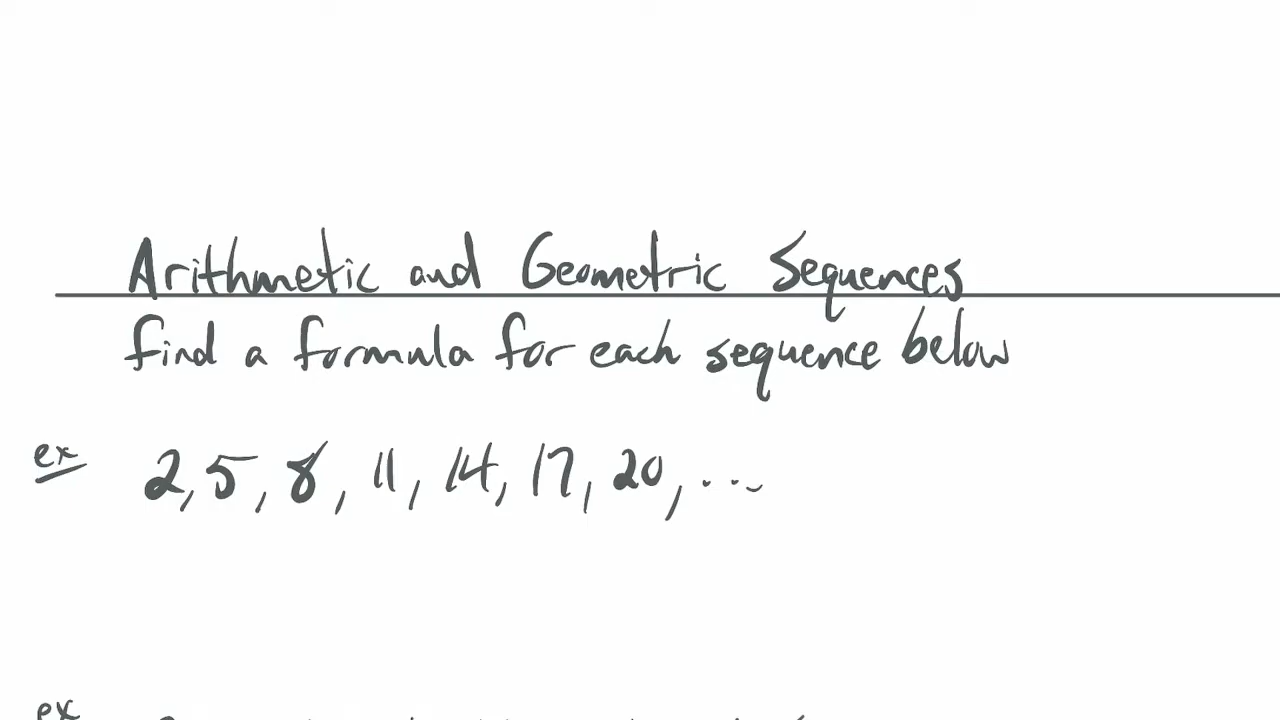 Arithmetic and Geometric Sequences
find a formula for each sequence below
ex 2, 5, 8, 11, 14, 17, 20, ...
ex